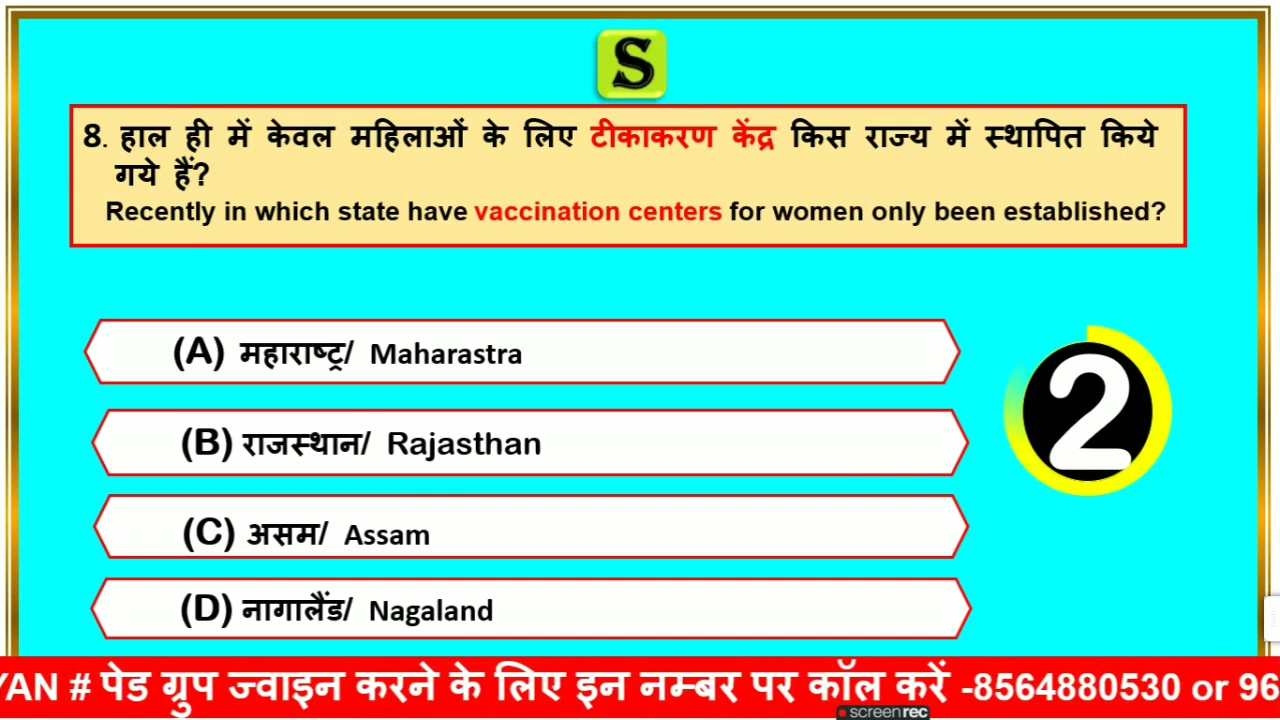 S
8. हाल ही में केवल महिलाओं के लिए टीकाकरण केंद्र किस राज्य में स्थापित किये
गये हैं?
Recently in which state have vaccination centers for women only been established?
(A) महाराष्ट्र/ Maharastra
2
(B) राजस्थान/ Rajasthan
(C) असम/ Assam
(D) नागालैंड/ Nagaland
YAN # पेड ग्रुप ज्वाइन करने के लिए इन नम्बर पर कॉल करें -8564880530 or 96
screenrec